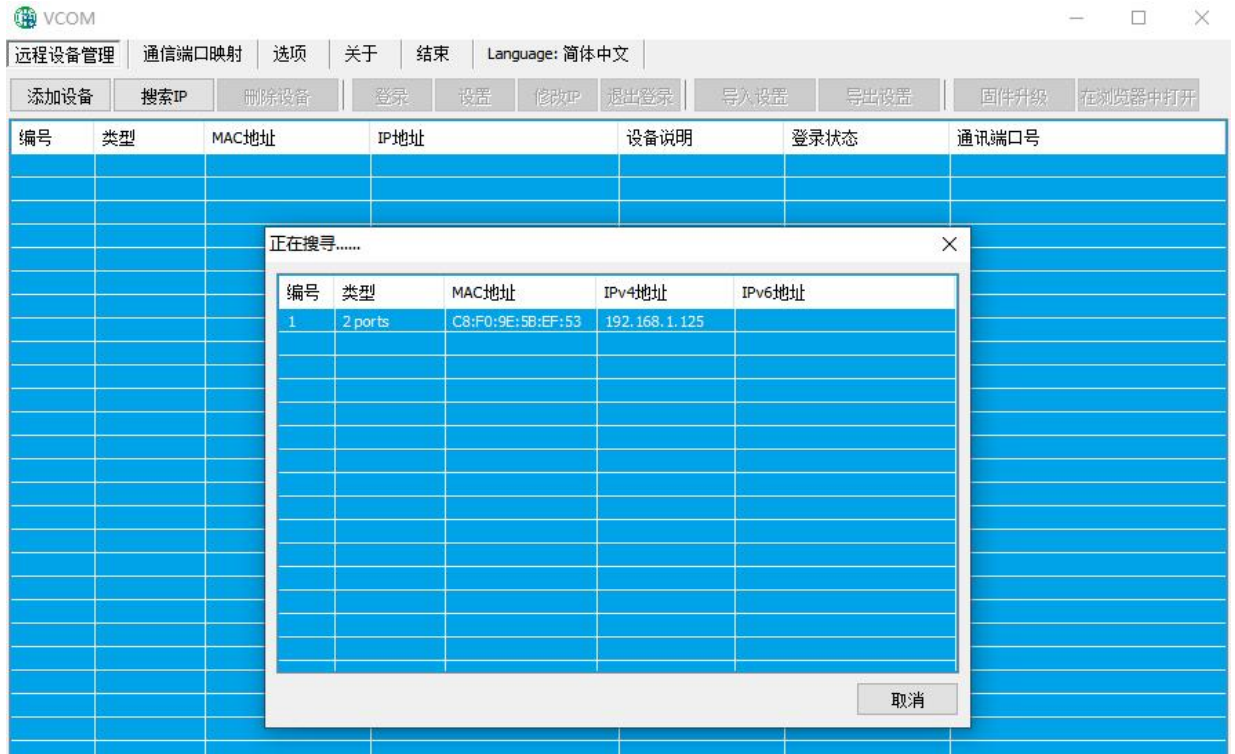 VCOM
远程设备管理 通信端口映射 选项 关于 结束 Language: 简体中文
添加设备 搜索IP 删除设备 登录 设置 修改IP 退出登录 导入设置 导出设置 固件升级 在浏览器中打开
编号 类型 MAC地址 IP地址 设备说明 登录状态 通讯端口号
正在搜寻......
编号 类型 MAC地址 IPv4地址 IPv6地址
1 2 ports C8:F0:9E:5B:EF:53 192.168.1.125
取消